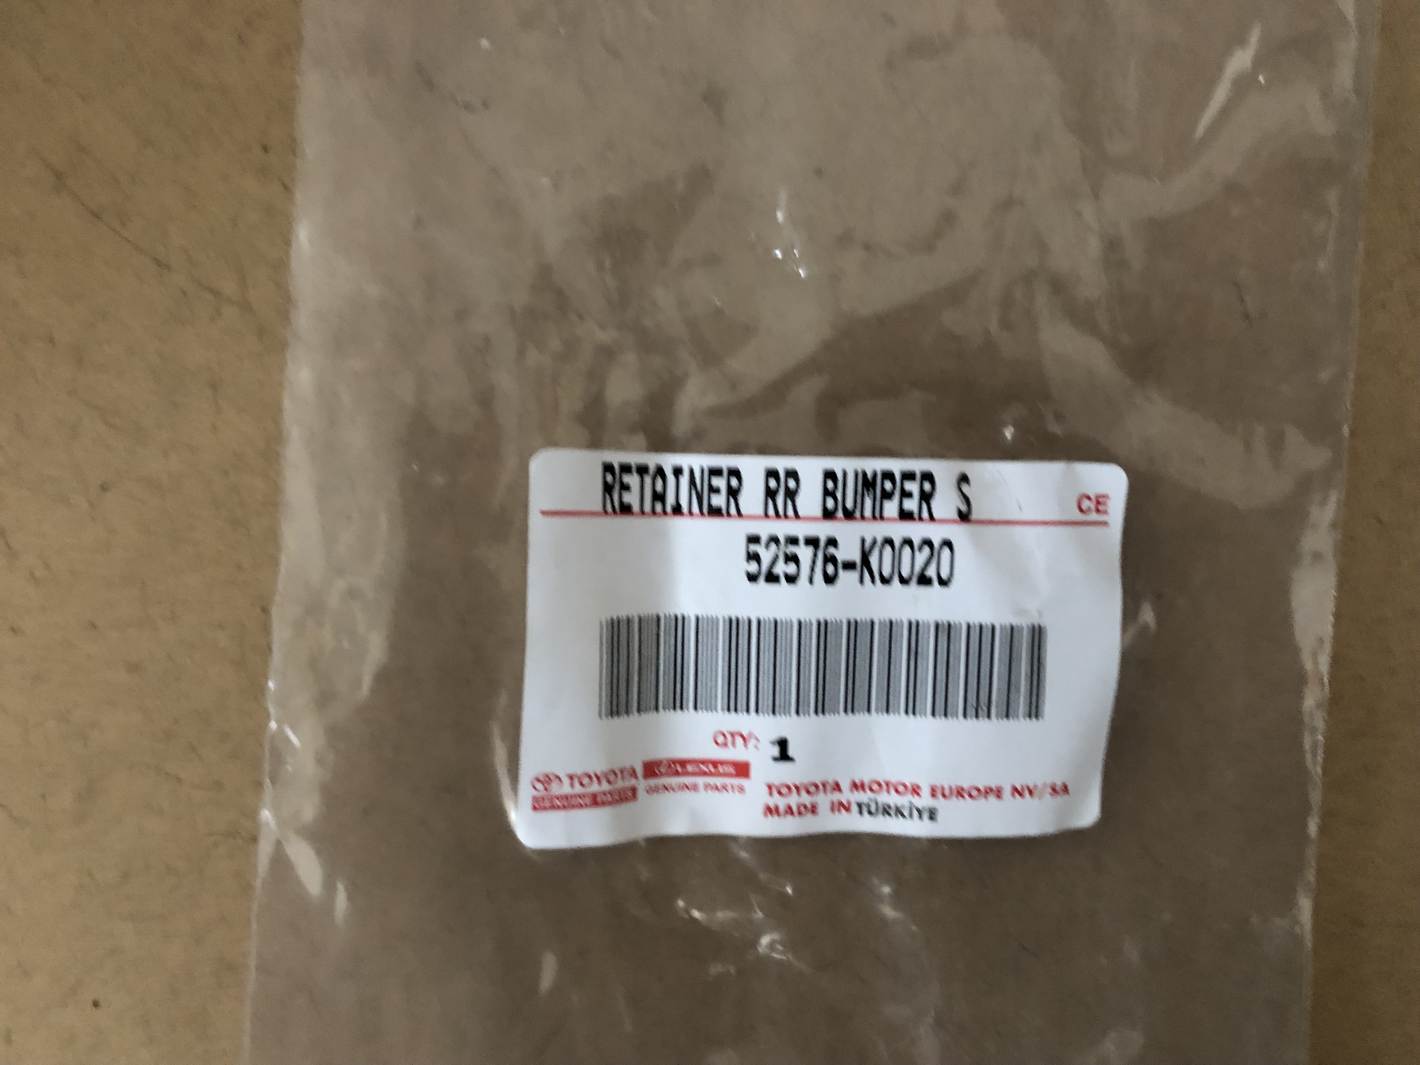 RETAINER RR BUMPER S CE
52576-K0020
QTY: 1
TOYOTA LEXUS
GENUINE PARTS GENUINE PARTS
TOYOTA MOTOR EUROPE NV/SA
MADE IN TÜRKİYE